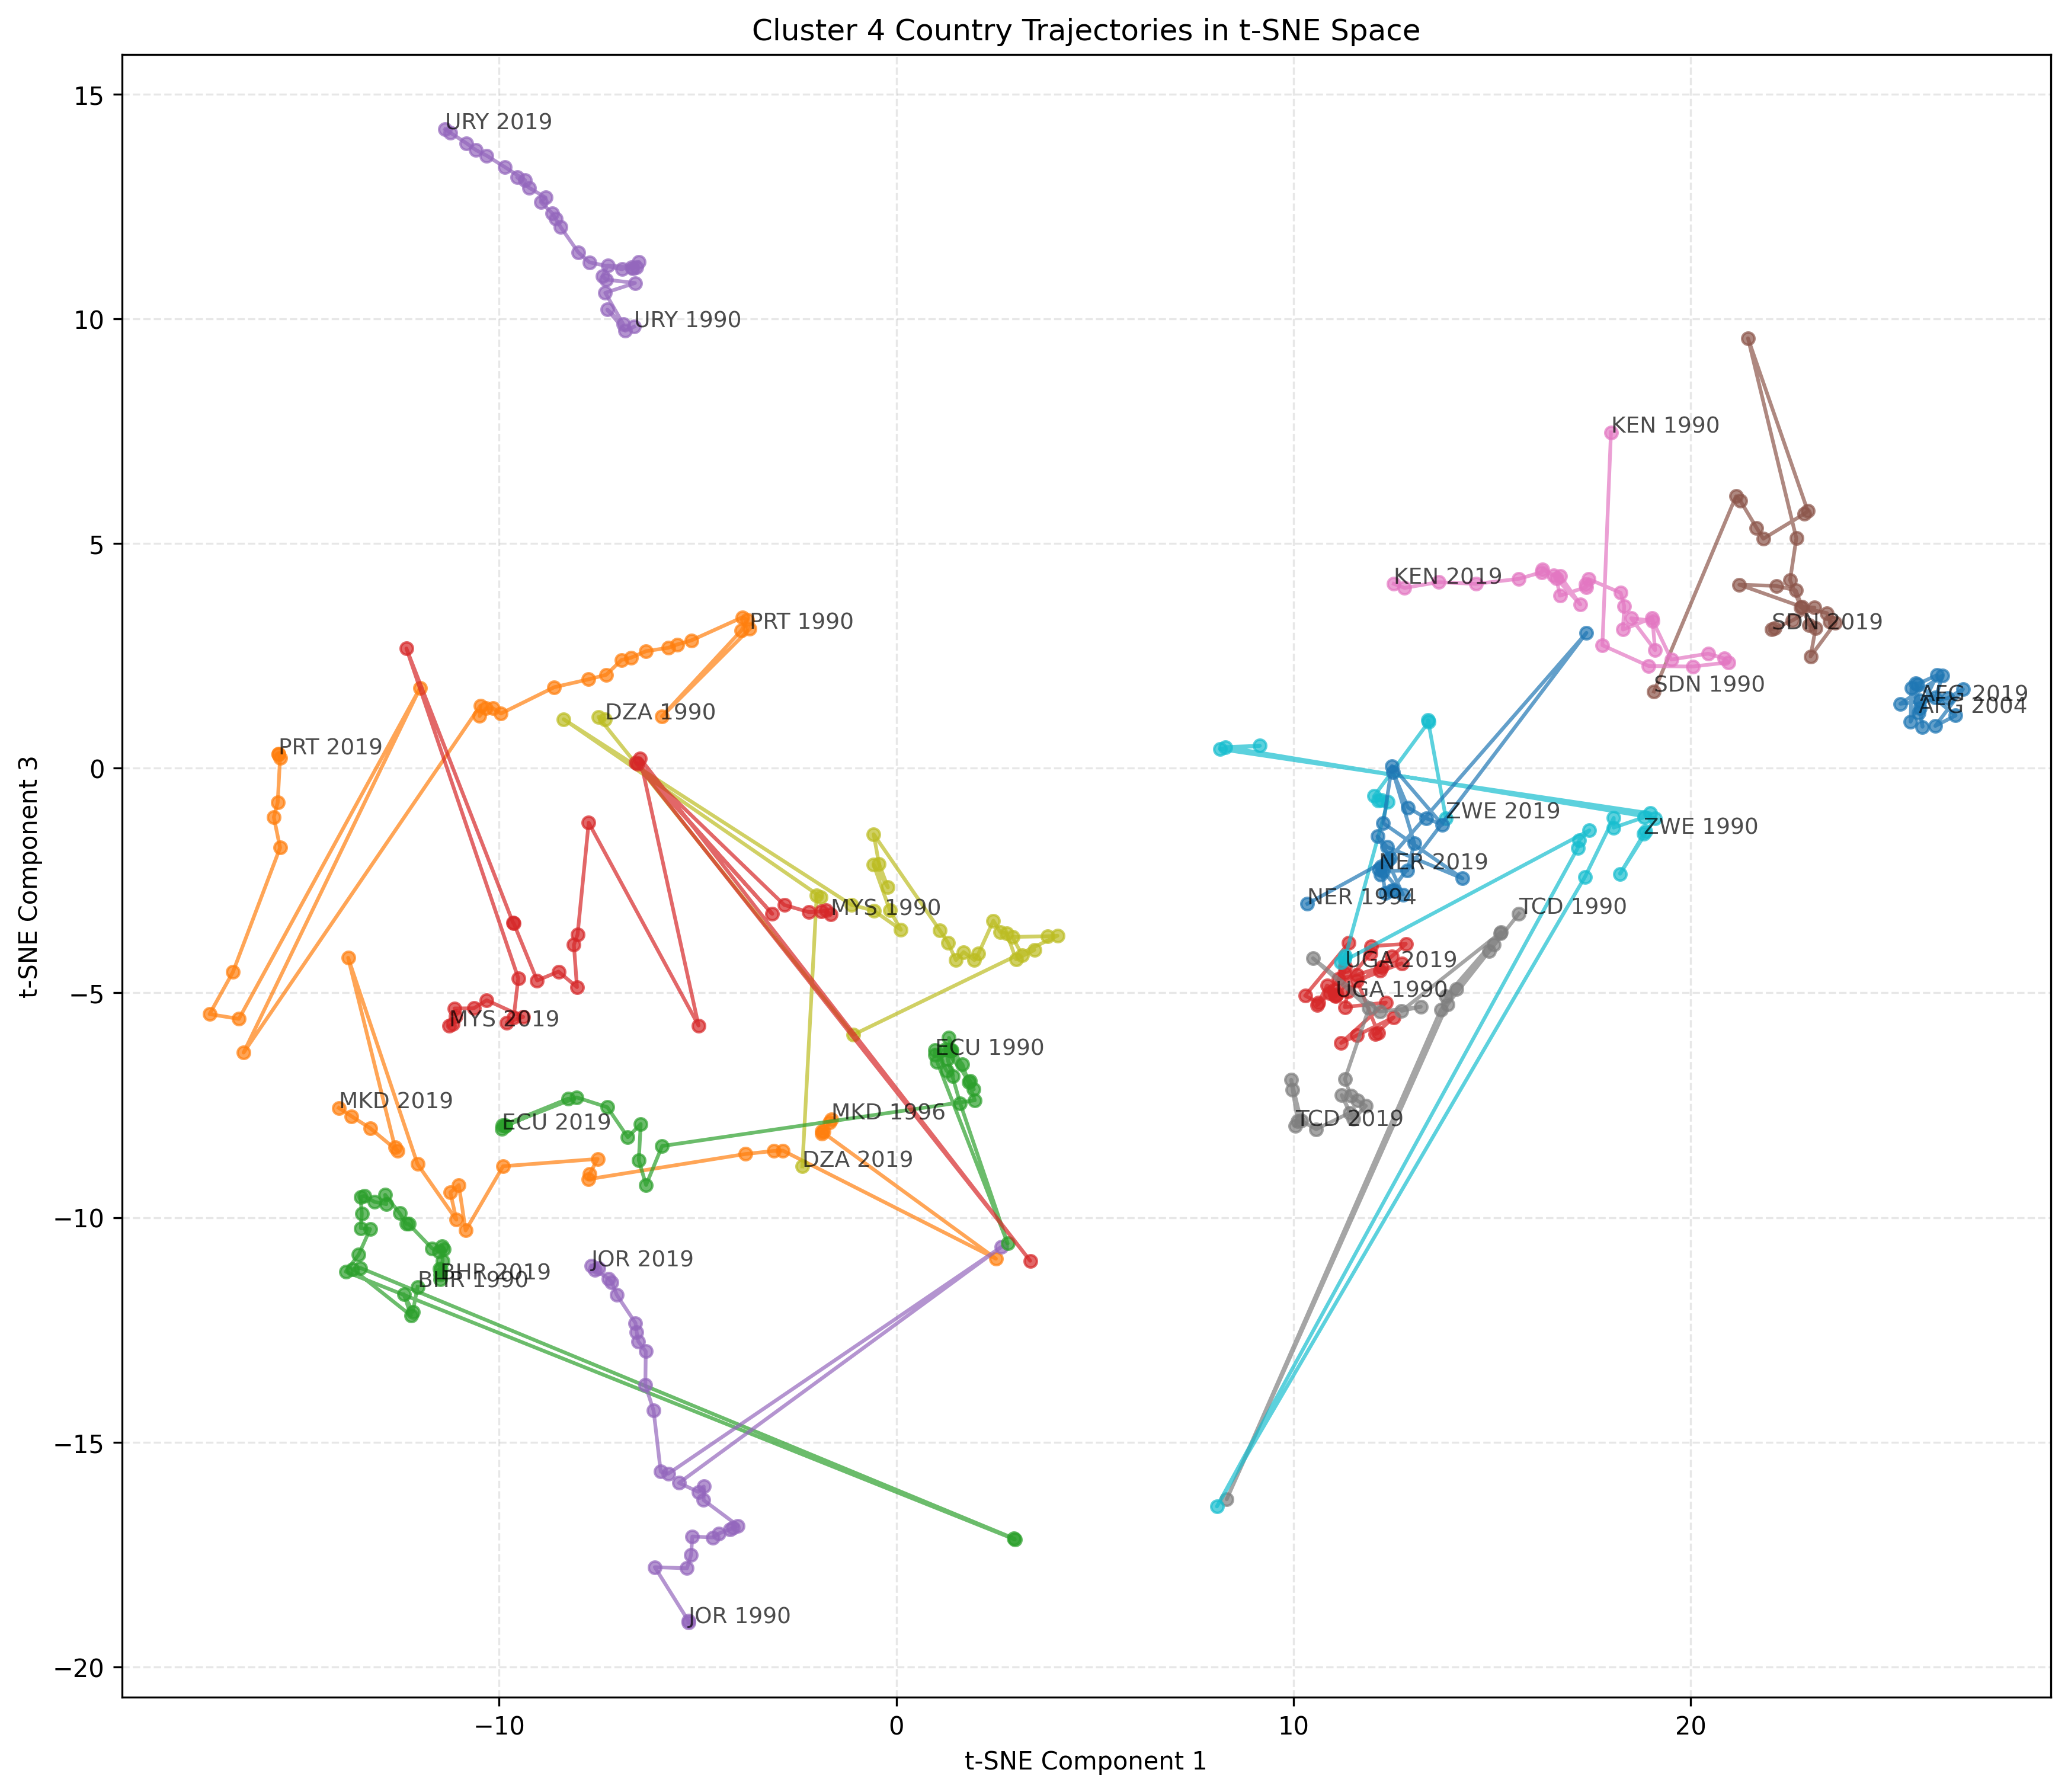 Cluster 4 Country Trajectories in t-SNE Space
15
10
5
0
−5
−10
−15
−20
t-SNE Component 3
URY 2019
URY 1990
KEN 1990
KEN 2019
PRT 1990
SDN 2019
SDN 1990
DZA 1990
AFG 2019
AFG 2004
PRT 2019
ZWE 2019
ZWE 1990
NER 2019
NER 1994
MYS 1990
TCD 1990
UGA 2019
UGA 1990
MYS 2019
ECU 1990
MKD 2019
MKD 1996
ECU 2019
TCD 2019
DZA 2019
JOR 2019
BHR 2019
BHR 1990
JOR 1990
−10
0
10
20
t-SNE Component 1